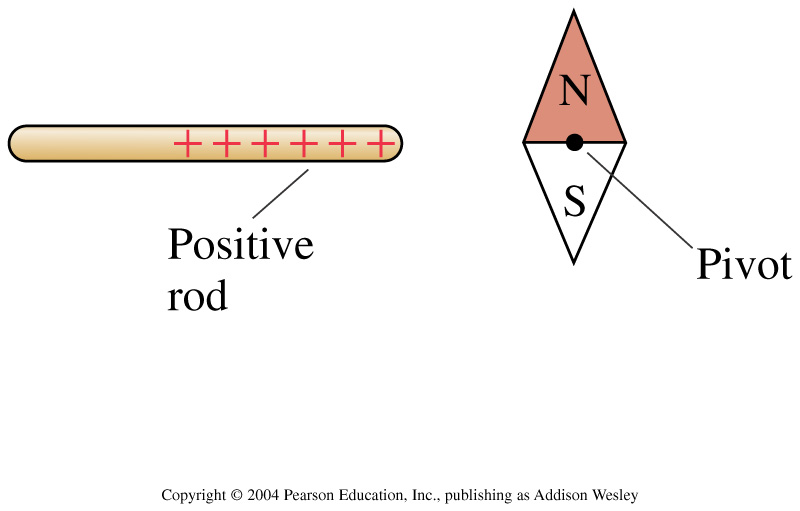 N
+ + + + + +
S
Positive
rod
Pivot
Copyright © 2004 Pearson Education, Inc., publishing as Addison Wesley